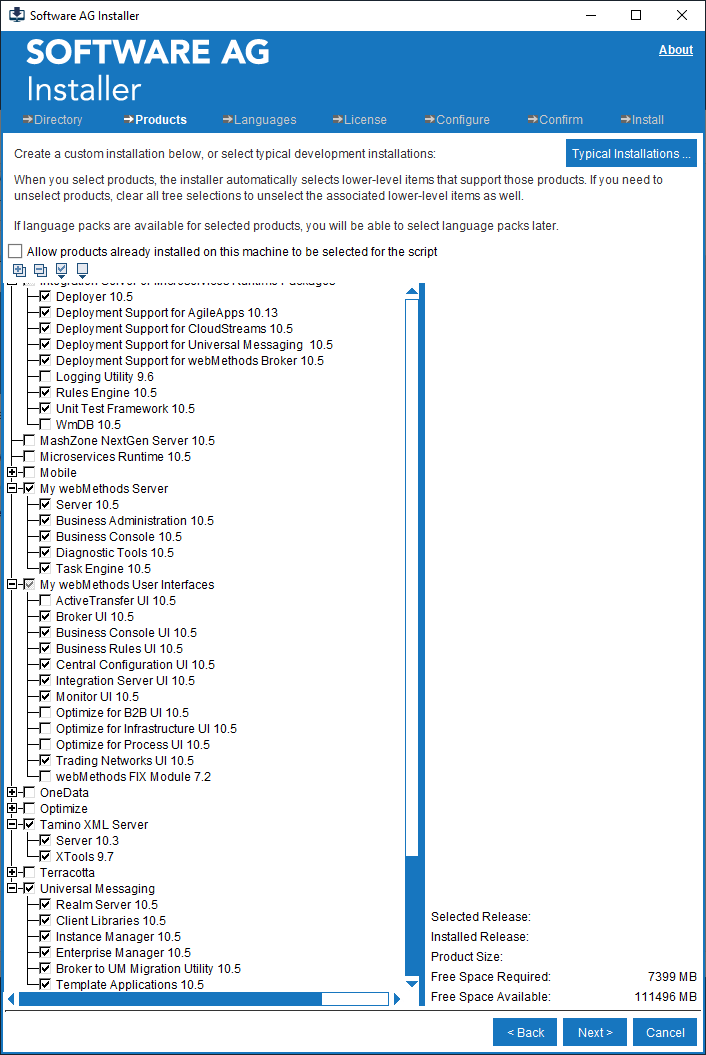 Software AG Installer
SOFTWARE AG
Installer
About
Directory
Products
Languages
License
Configure
Confirm
Install
Create a custom installation below, or select typical development installations:
Typical Installations ...
When you select products, the installer automatically selects lower-level items that support those products. If you need to
unselect products, clear all tree selections to unselect the associated lower-level items as well.
If language packs are available for selected products, you will be able to select language packs later.
Allow products already installed on this machine to be selected for the script
Integration Server or Microservices Runtime Packages
Deployer 10.5
Deployment Support for AgileApps 10.13
Deployment Support for CloudStreams 10.5
Deployment Support for Universal Messaging  10.5
Deployment Support for webMethods Broker 10.5
Logging Utility 9.6
Rules Engine 10.5
Unit Test Framework 10.5
WmDB 10.5
MashZone NextGen Server 10.5
Microservices Runtime 10.5
Mobile
My webMethods Server
Server 10.5
Business Administration 10.5
Business Console 10.5
Diagnostic Tools 10.5
Task Engine 10.5
My webMethods User Interfaces
ActiveTransfer UI 10.5
Broker UI 10.5
Business Console UI 10.5
Business Rules UI 10.5
Central Configuration UI 10.5
Integration Server UI 10.5
Monitor UI 10.5
Optimize for B2B UI 10.5
Optimize for Infrastructure UI 10.5
Optimize for Process UI 10.5
Trading Networks UI 10.5
webMethods FIX Module 7.2
OneData
Optimize
Tamino XML Server
Server 10.3
XTools 9.7
Terracotta
Universal Messaging
Realm Server 10.5
Client Libraries 10.5
Instance Manager 10.5
Enterprise Manager 10.5
Broker to UM Migration Utility 10.5
Template Applications 10.5
Selected Release:
Installed Release:
Product Size:
Free Space Required: 7399 MB
Free Space Available: 111496 MB
< Back
Next >
Cancel